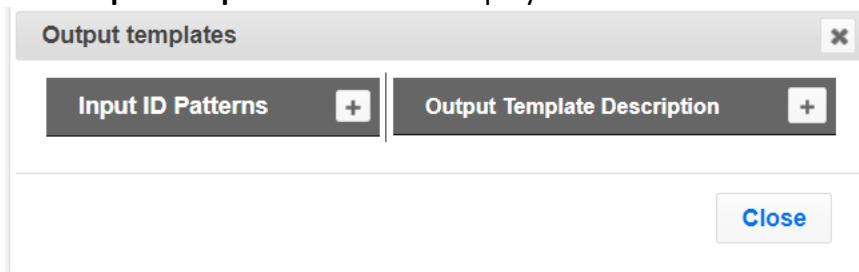 Output templates
Input ID Patterns + Output Template Description +
Close